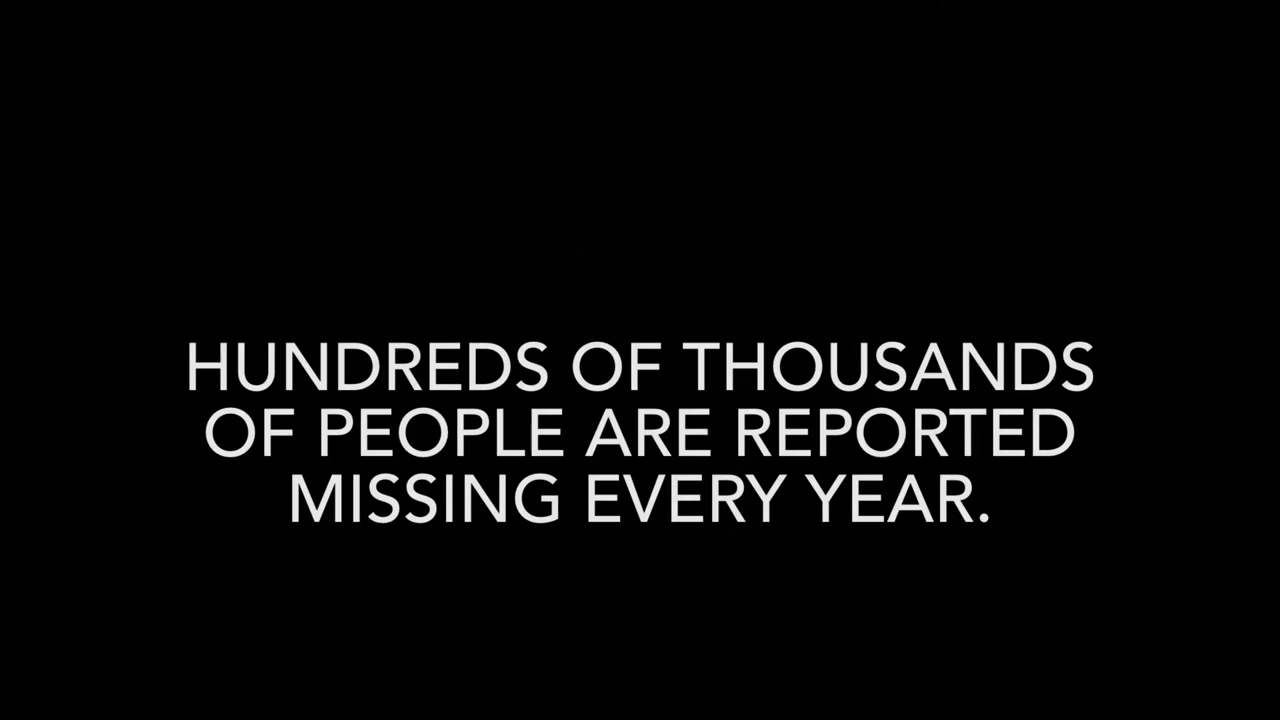 HUNDREDS OF THOUSANDS
OF PEOPLE ARE REPORTED
MISSING EVERY YEAR.